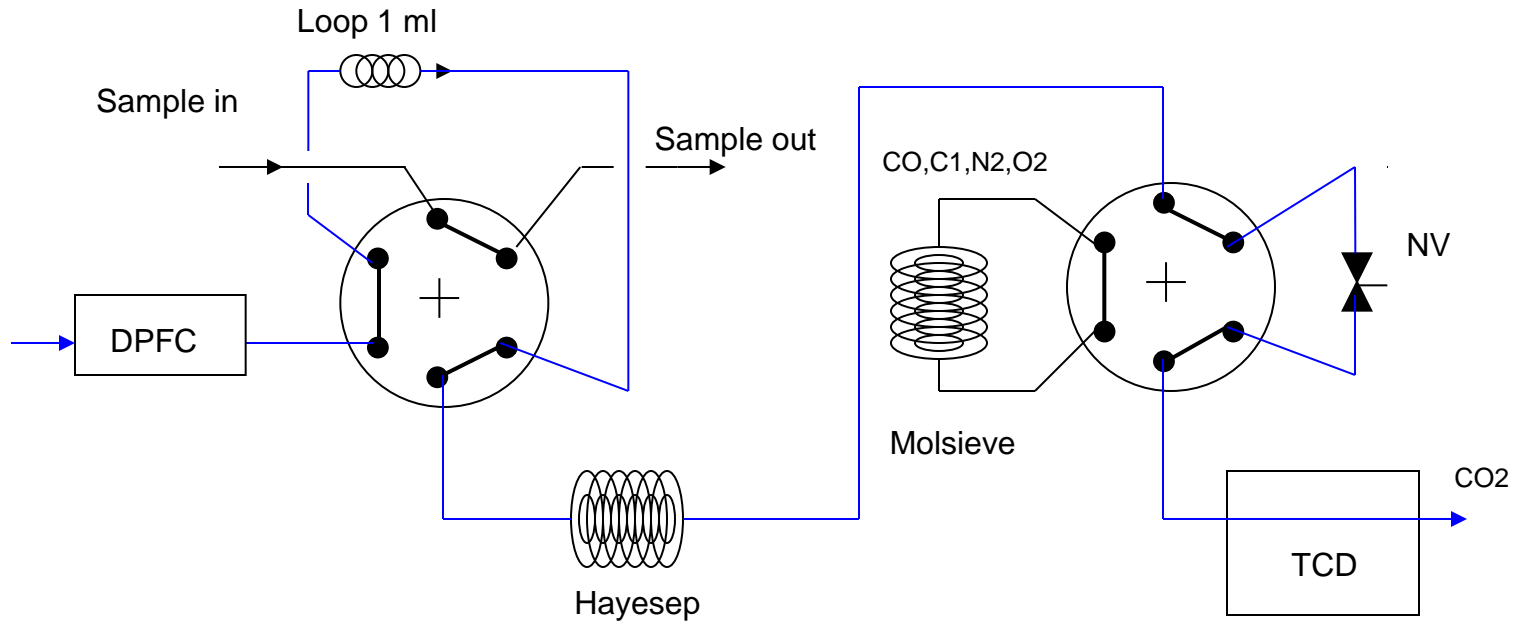 Loop 1 ml
Sample in
Sample out
CO,C1,N2,O2
NV
DPFC
Molsieve
CO2
TCD
Hayesep